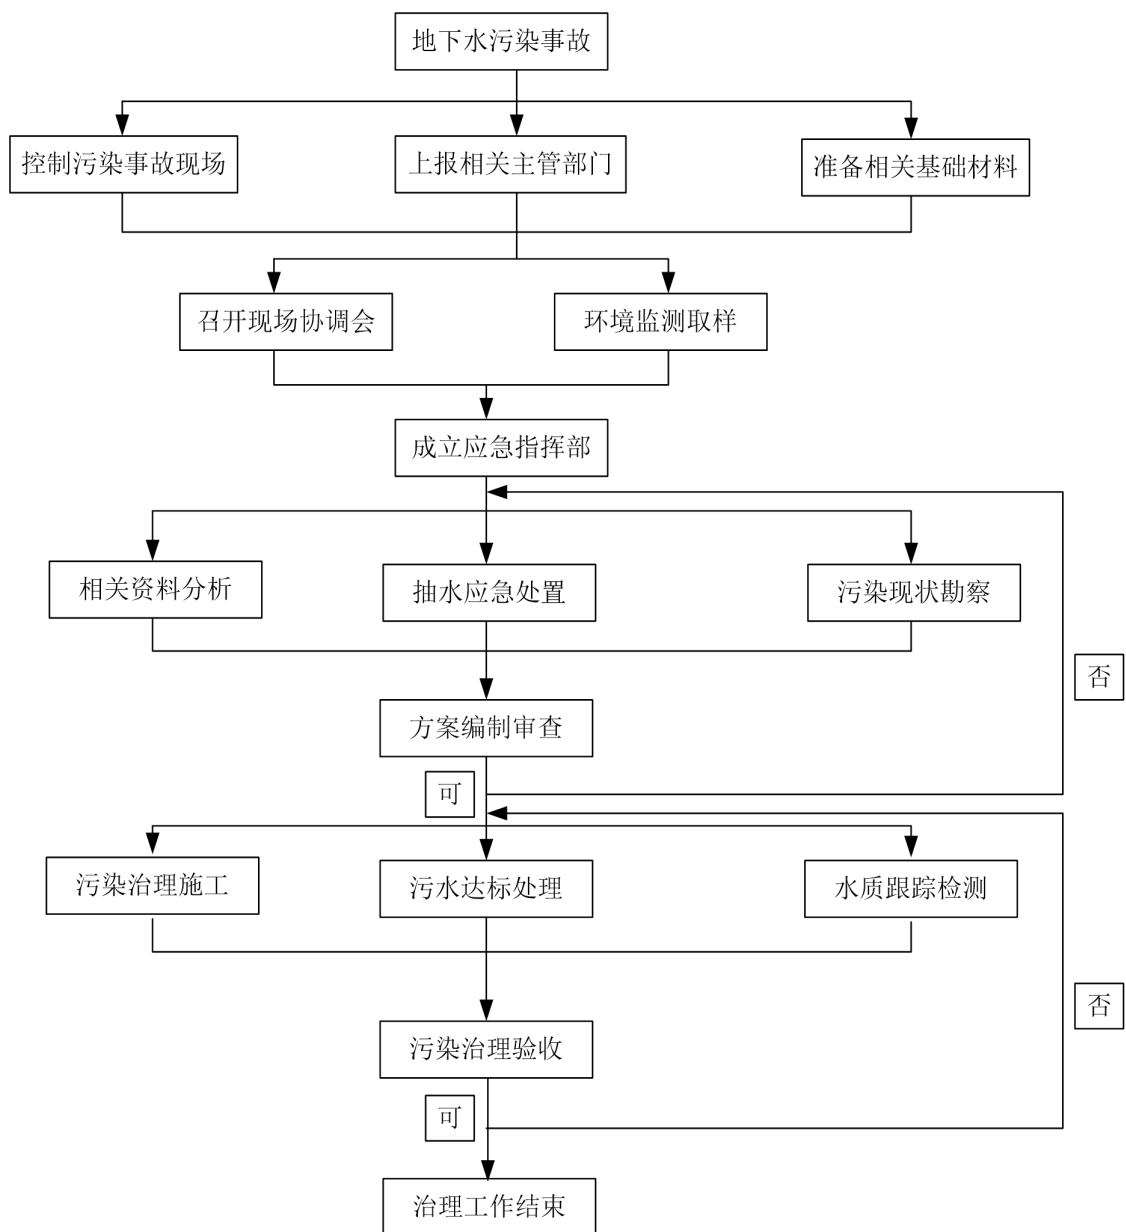 地下水污染事故
控制污染事故现场
上报相关主管部门
准备相关基础材料
召开现场协调会
环境监测取样
成立应急指挥部
相关资料分析
抽水应急处置
污染现状勘察
否
方案编制审查
可
污染治理施工
污水达标处理
水质跟踪检测
否
污染治理验收
可
治理工作结束